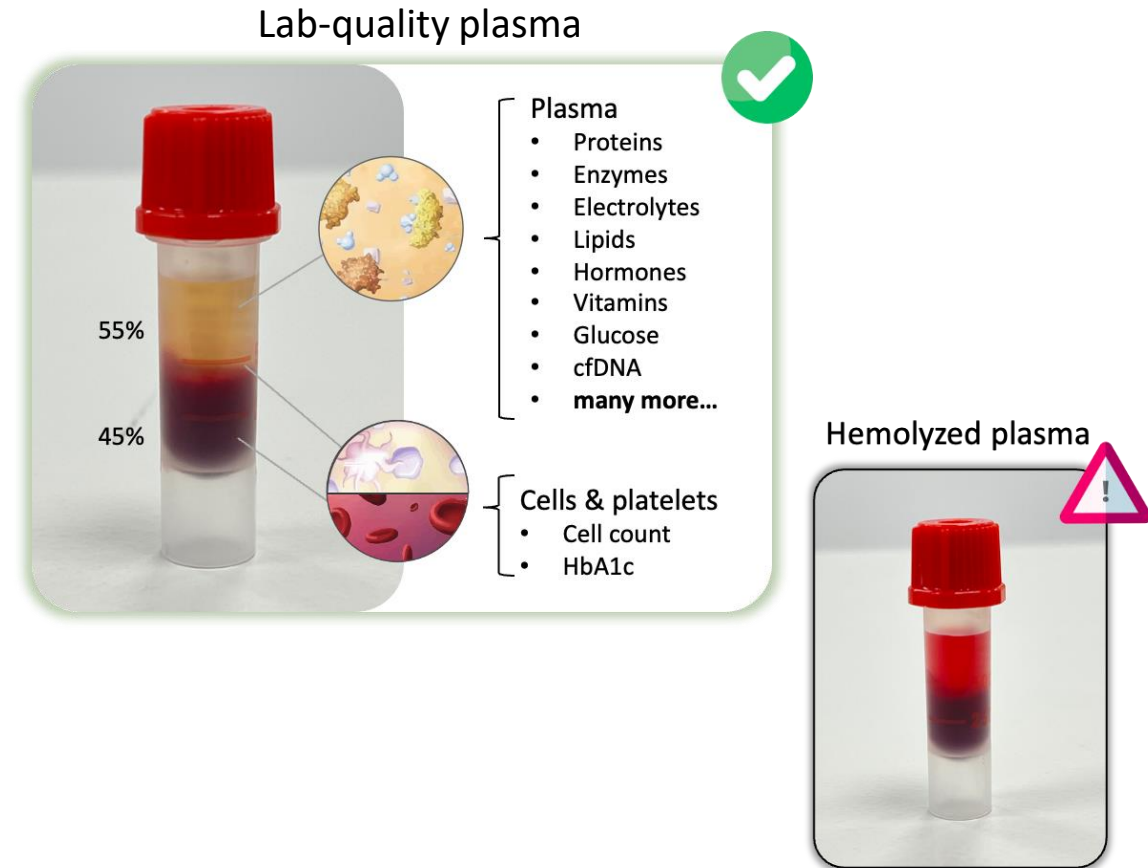 Lab-quality plasma
Plasma
• Proteins
• Enzymes
• Electrolytes
• Lipids
• Hormones
• Vitamins
• Glucose
• cfDNA
• many more...
55%
45%
Cells & platelets
• Cell count
• HbA1c
Hemolyzed plasma
!